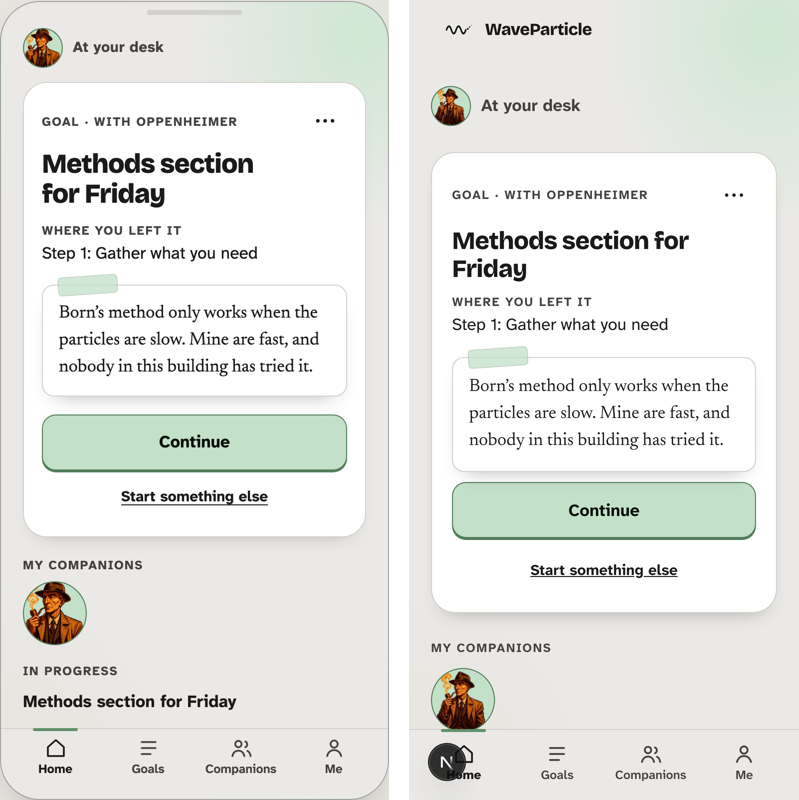 At your desk
GOAL · WITH OPPENHEIMER
Methods section
for Friday
WHERE YOU LEFT IT
Step 1: Gather what you need
Born’s method only works when the
particles are slow. Mine are fast, and
nobody in this building has tried it.
Continue
Start something else
MY COMPANIONS
IN PROGRESS
Methods section for Friday
Home
Goals
Companions
Me
WaveParticle
At your desk
GOAL · WITH OPPENHEIMER
Methods section for
Friday
WHERE YOU LEFT IT
Step 1: Gather what you need
Born’s method only works when the
particles are slow. Mine are fast, and
nobody in this building has tried it.
Continue
Start something else
MY COMPANIONS
N
Home
Goals
Companions
Me